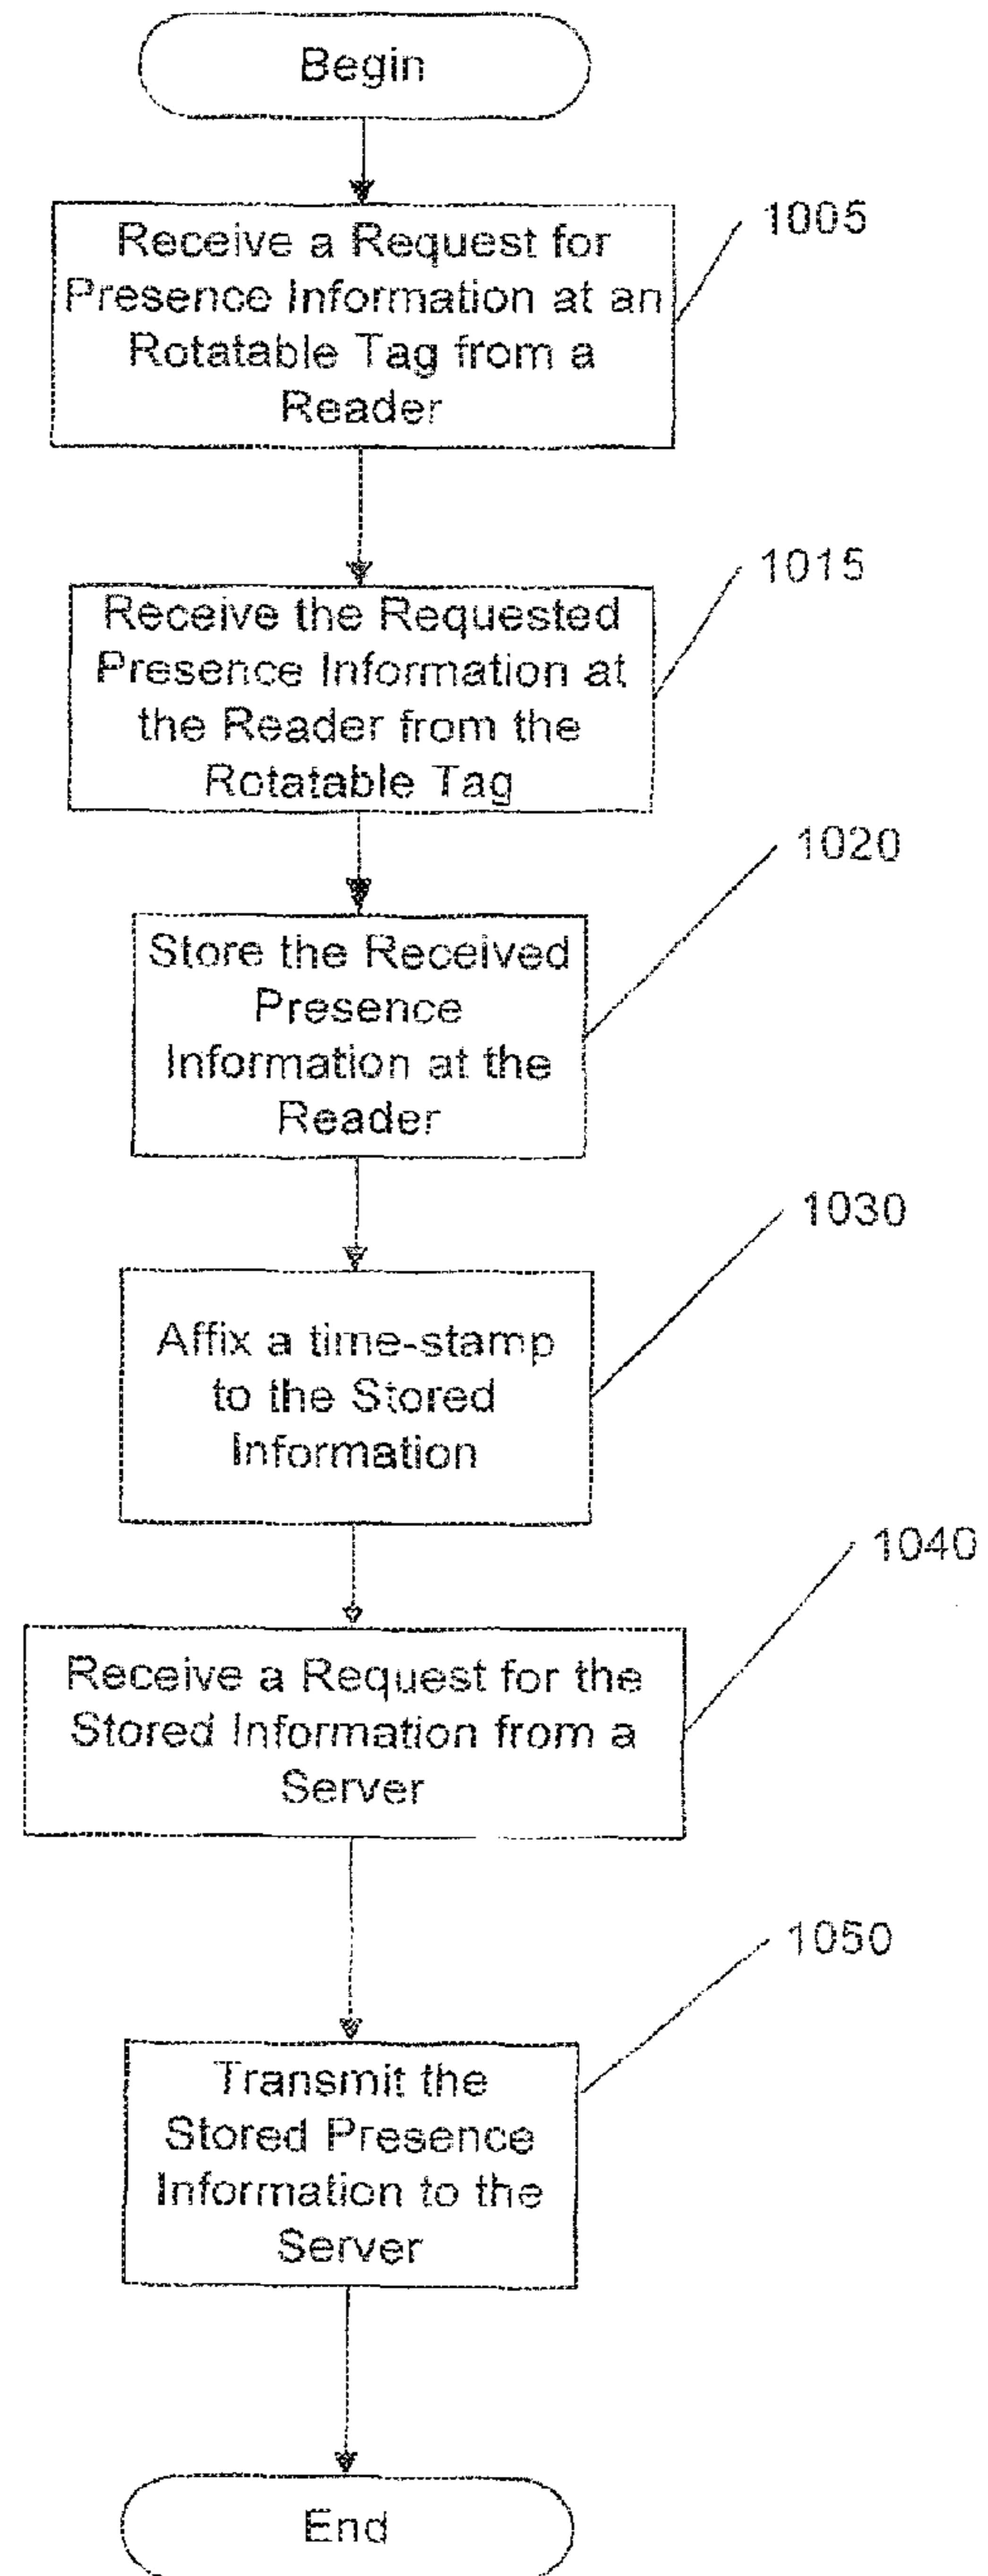 Begin
1005
Receive a Request for
Presence Information at an
Rotatable Tag from a
Reader
1015
Receive the Requested
Presence Information at
the Reader from the
Rotatable Tag
1020
Store the Received
Presence
Information at the
Reader
1030
Affix a time-stamp
to the Stored
Information
1040
Receive a Request for the
Stored Information from a
Server
1050
Transmit the
Stored Presence
Information to the
Server
End